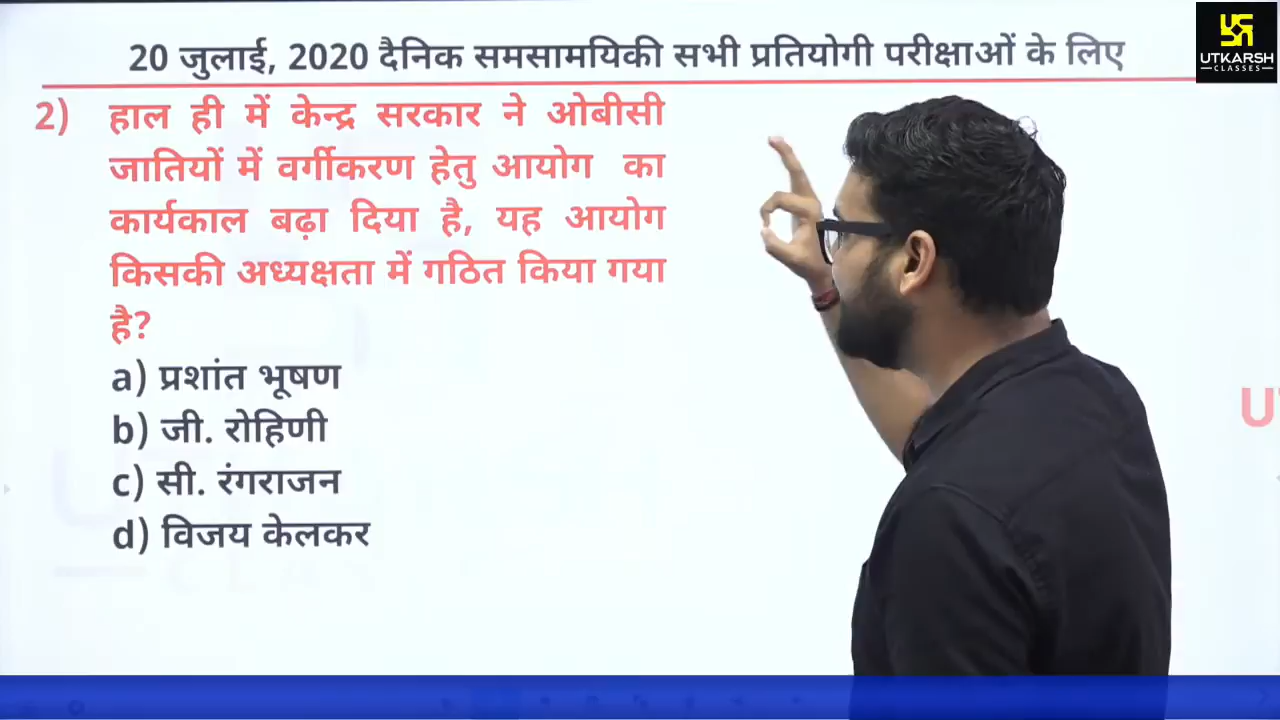 20 जुलाई, 2020 दैनिक समसामयिकी सभी प्रतियोगी परीक्षाओं के लिए
UTKARSH
CLASSES
2) हाल ही में केन्द्र सरकार ने ओबीसी
जातियों में वर्गीकरण हेतु आयोग का
कार्यकाल बढ़ा दिया है, यह आयोग
किसकी अध्यक्षता में गठित किया गया
है?
a) प्रशांत भूषण
b) जी. रोहिणी
c) सी. रंगराजन
d) विजय केलकर